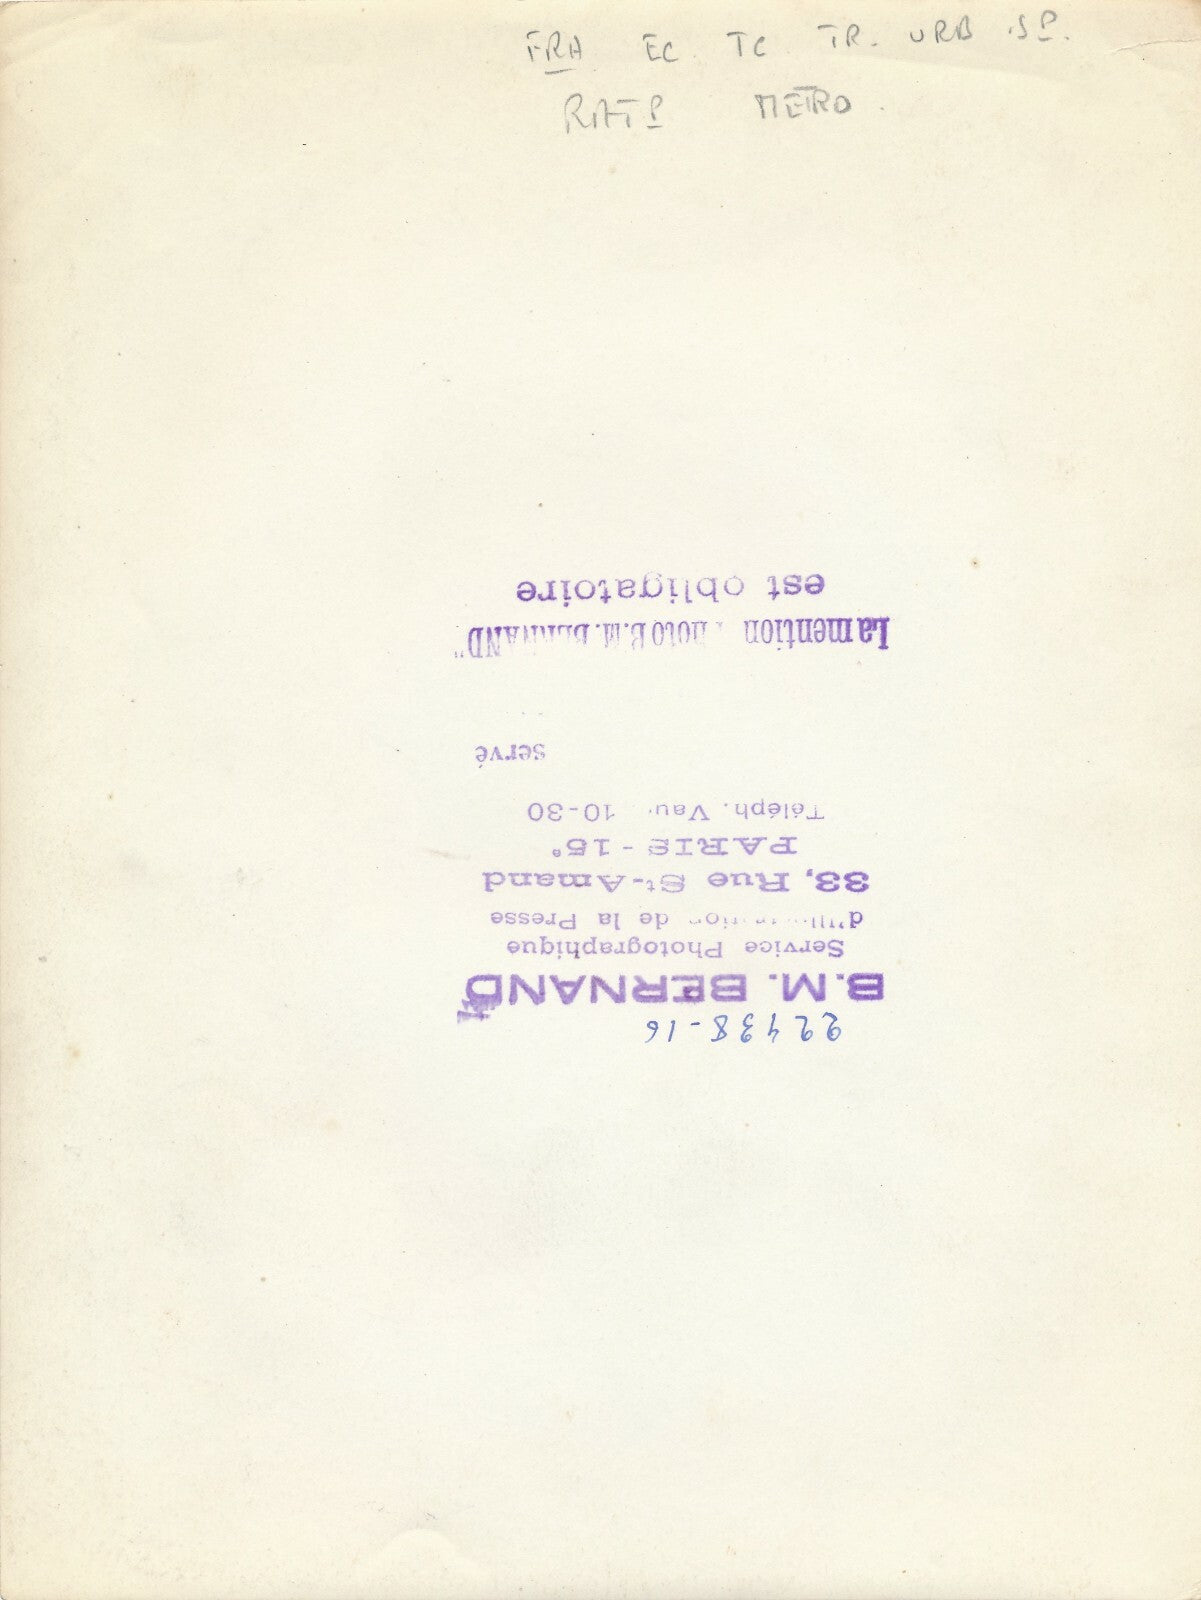 FRA EC TC TR. URB .SP.
RATP METRO.
22438-16
B.M. BERNAND
Service Photographique
de la Presse
33, Rue St-Amand
PARIS-15e
Téléph. Vau. 10-30
servé
La mention B.M. BERNAND"
est obligatoire